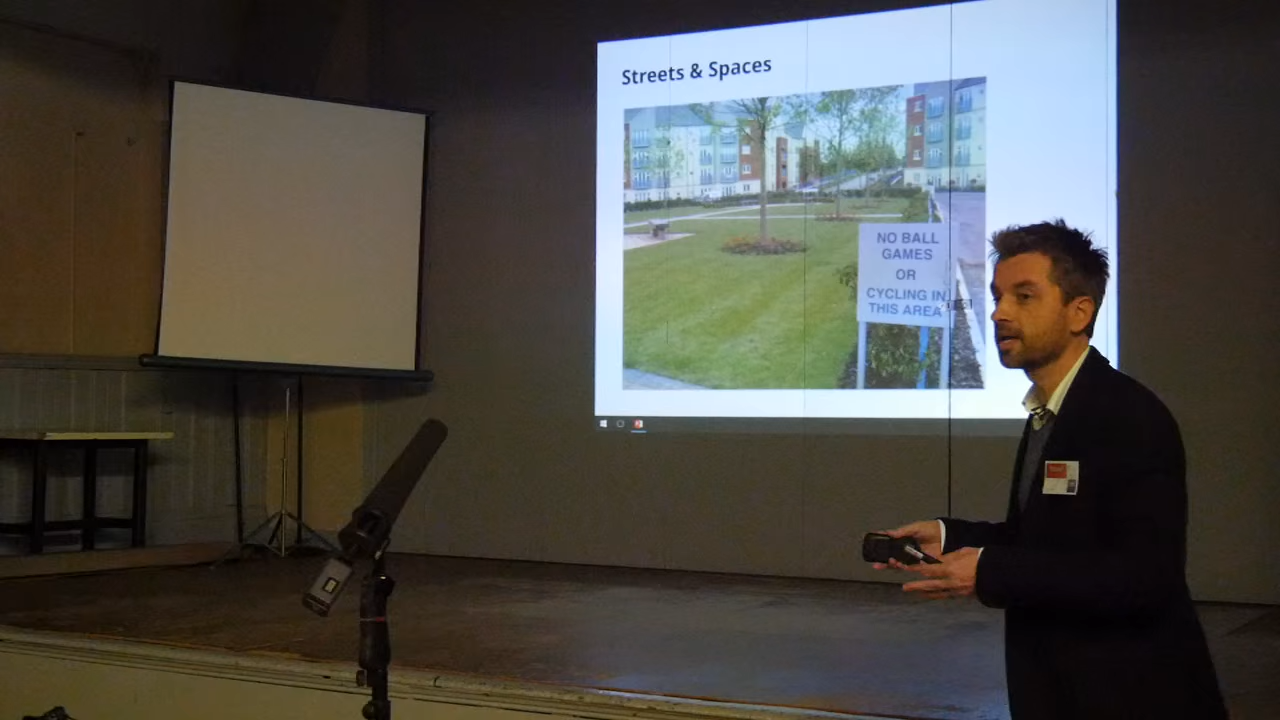 Streets & Spaces
NO BALL
GAMES
OR
CYCLING IN
THIS AREA